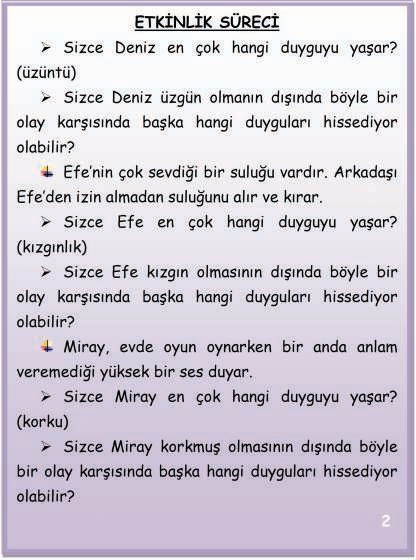 ETKİNLİK SÜRECİ
➢ Sizce Deniz en çok hangi duyguyu yaşar?
(üzüntü)
➢ Sizce Deniz üzgün olmanın dışında böyle bir
olay karşısında başka hangi duyguları hissediyor
olabilir?
Efe'nin çok sevdiği bir suluğu vardır. Arkadaşı
Efe'den izin almadan suluğunu alır ve kırar.
➢ Sizce Efe en çok hangi duyguyu yaşar?
(kızgınlık)
➢ Sizce Efe kızgın olmasının dışında böyle bir
olay karşısında başka hangi duyguları hissediyor
olabilir?
Miray, evde oyun oynarken bir anda anlam
veremediği yüksek bir ses duyar.
➢ Sizce Miray en çok hangi duyguyu yaşar?
(korku)
➢ Sizce Miray korkmuş olmasının dışında böyle
bir olay karşısında başka hangi duyguları hissediyor
olabilir?
2